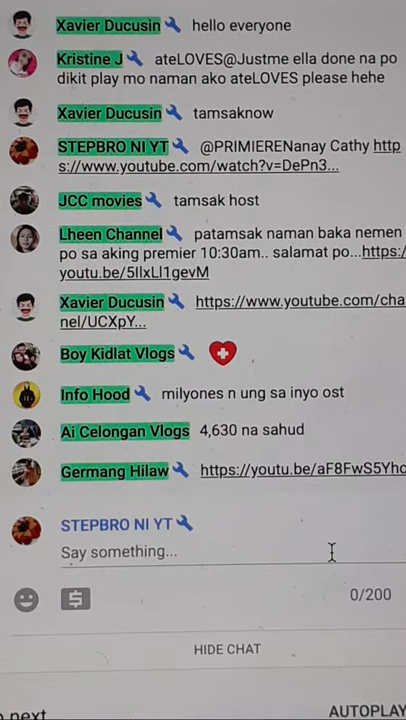 Xavier Ducusin hello everyone
Kristine J ateLOVES@Justme ella done na po
dikit play mo naman ako ateLOVES please hehe
Xavier Ducusin tamsaknow
STEPBRO NI YT @PRIMIERENanay Cathy http
s://www.youtube.com/watch?v=DePn3...
JCC movies tamsak host
Lheen Channel patamsak naman baka nemen
po sa aking premier 10:30am.. salamat po...https:/
youtu.be/5IlxLl1gevM
Xavier Ducusin https://www.youtube.com/cha
nel/UCXpY...
Boy Kidlat Vlogs
Info Hood milyones n ung sa inyo ost
Ai Celongan Vlogs 4,630 na sahud
Germang Hilaw https://youtu.be/aF8FwS5Yho
STEPBRO NI YT
Say something...
0/200
HIDE CHAT
next
AUTOPLAY